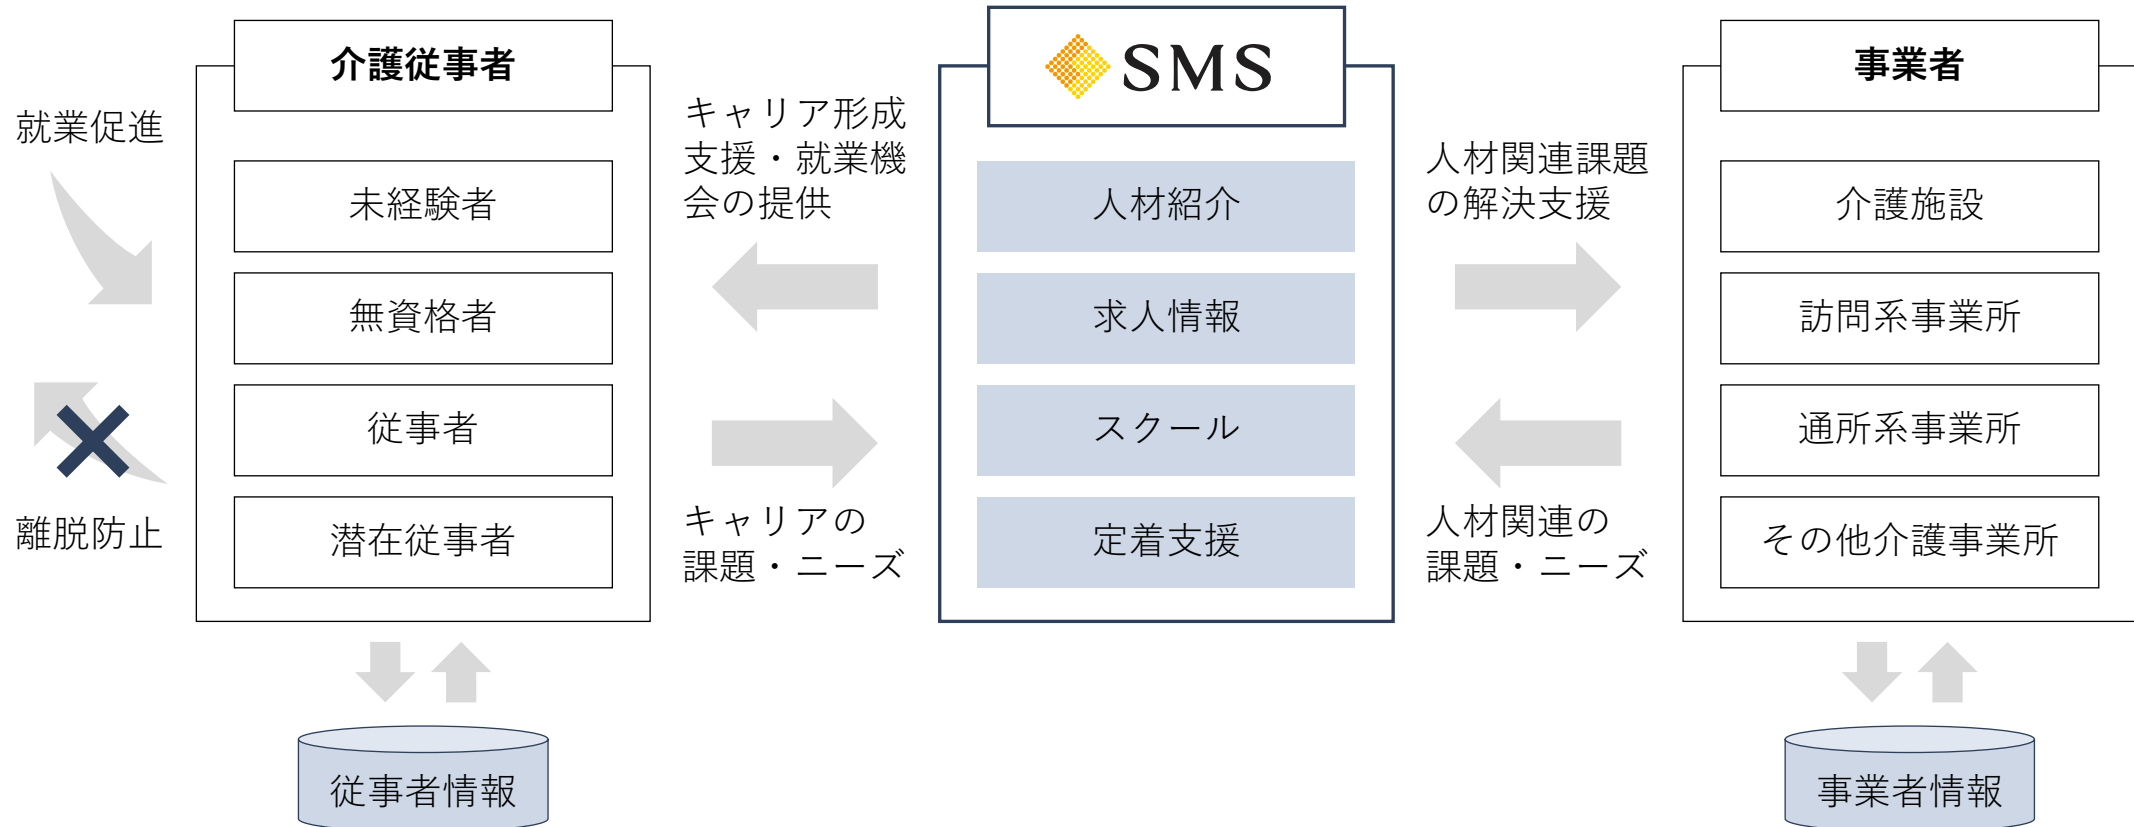 介護従事者
SMS
事業者
就業促進
キャリア形成
支援・就業機
会の提供
人材関連課題
の解決支援
未経験者
人材紹介
介護施設
無資格者
求人情報
訪問系事業所
従事者
スクール
通所系事業所
離脱防止
潜在従事者
キャリアの
課題・ニーズ
定着支援
人材関連の
課題・ニーズ
その他介護事業所
従事者情報
事業者情報